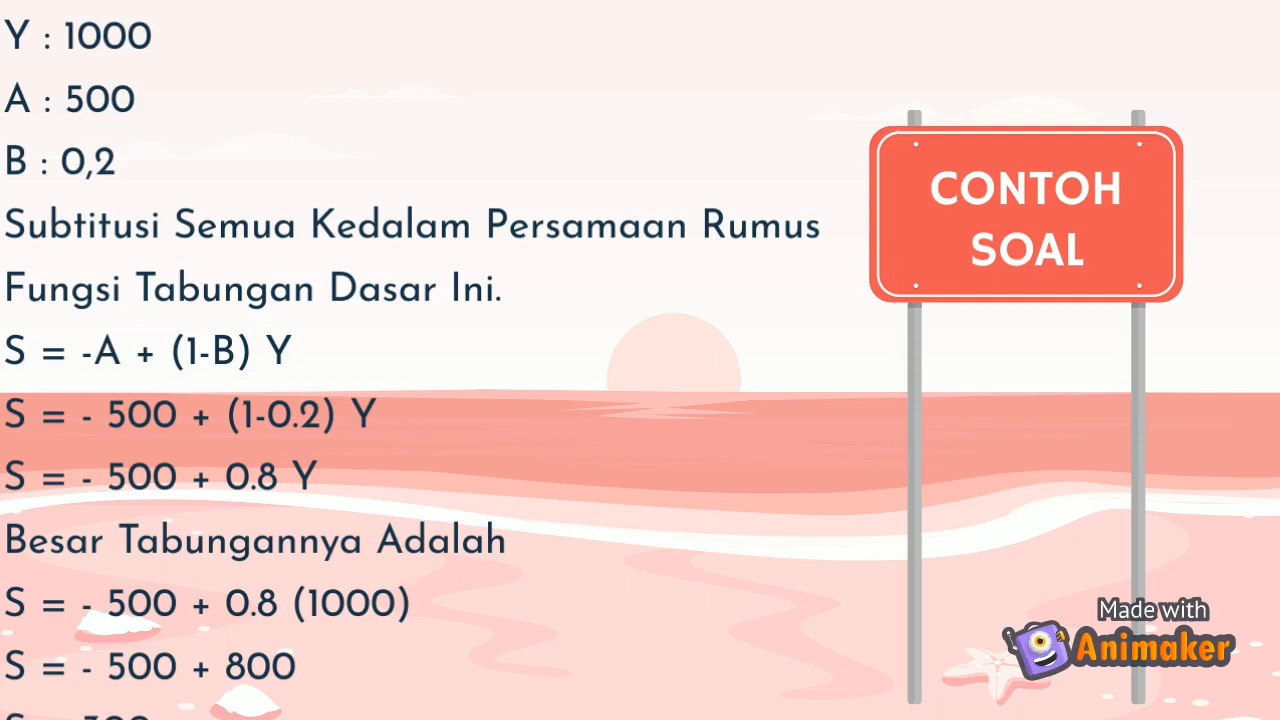 Y : 1000
A : 500
B : 0,2
Subtitusi Semua Kedalam Persamaan Rumus
Fungsi Tabungan Dasar Ini.
S = -A + (1-B) Y
S = - 500 + (1-0.2) Y
S = - 500 + 0.8 Y
Besar Tabungannya Adalah
S = - 500 + 0.8 (1000)
S = - 500 + 800
CONTOH
SOAL
Made with
Animaker